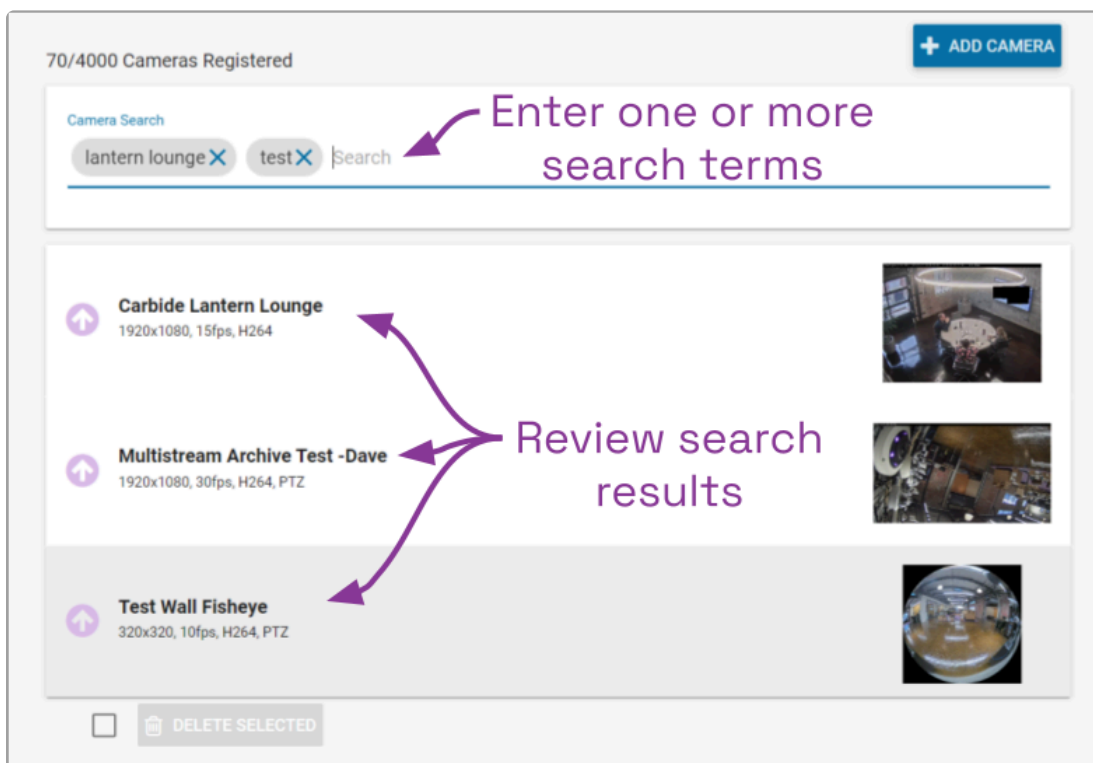 70/4000 Cameras Registered
ADD CAMERA
Camera Search
lantern lounge
test
Search
Enter one or more
search terms
Carbide Lantern Lounge
1920x1080, 15fps, H264
Multistream Archive Test -Dave
1920x1080, 30fps, H264, PTZ
Review search
results
Test Wall Fisheye
320x320, 10fps, H264, PTZ
DELETE SELECTED